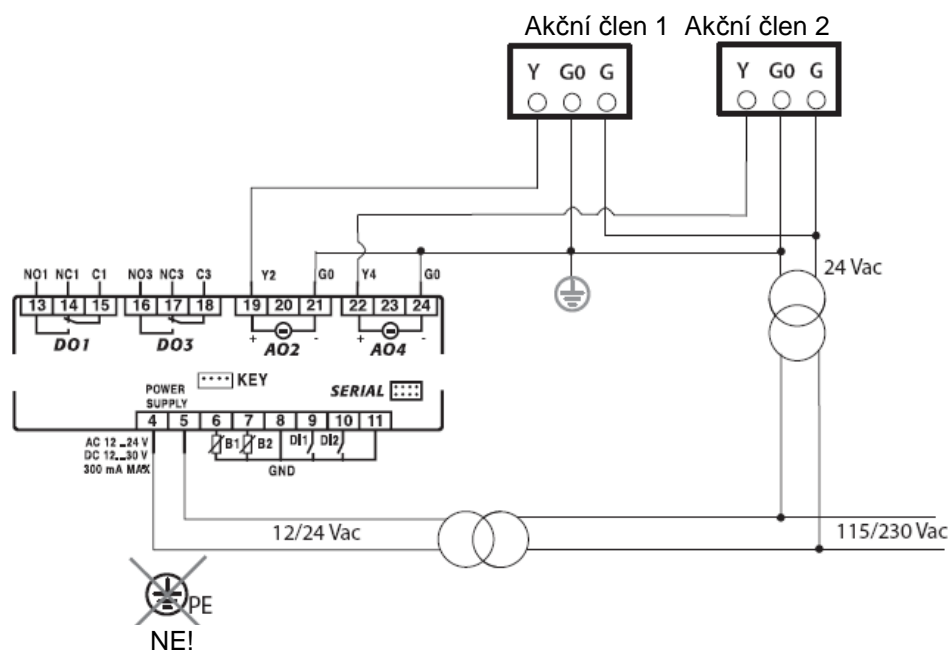 Akční člen 1 Akční člen 2
Y G0 G Y G0 G
24 Vac
NO1 NC1 C1 NO3 NC3 C3 Y2 G0 Y4 G0
13 14 15 16 17 18 19 20 21 22 23 24
DO1 DO3 + AO2 - + AO4 -
KEY
POWER
SUPPLY
SERIAL
4 5 6 7 8 9 10 11
B1 B2 DI1 DI2
AC 12...24 V
DC 12...30 V
300 mA MAX
GND
12/24 Vac 115/230 Vac
PE
NE!